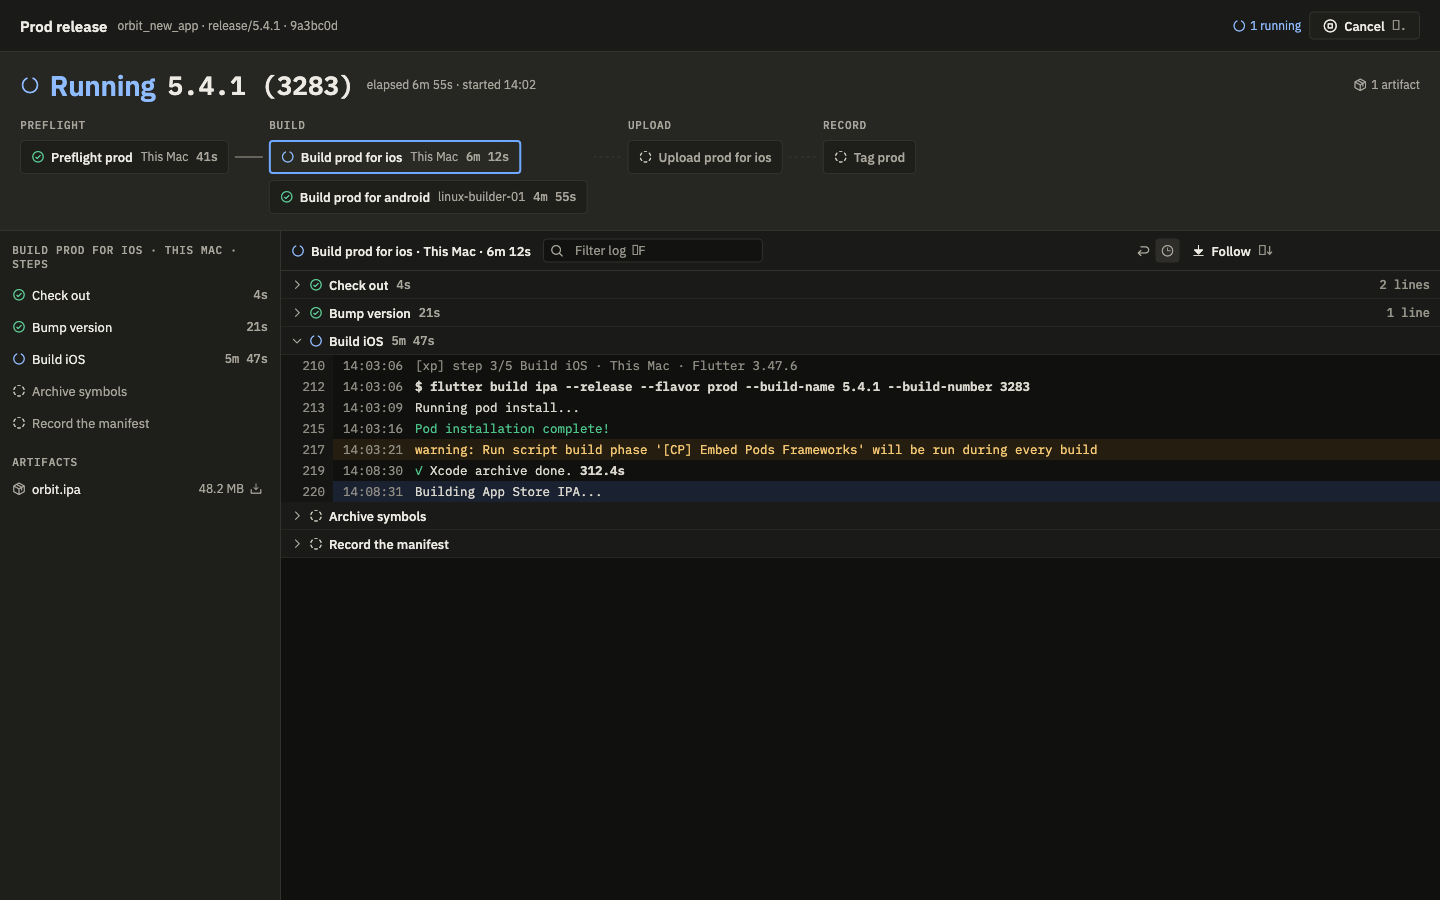 Prod release orbit_new_app · release/5.4.1 · 9a3bc0d 1 running Cancel .
Running 5.4.1 (3283) elapsed 6m 55s · started 14:02 1 artifact
PREFLIGHT BUILD UPLOAD RECORD
Preflight prod This Mac 41s Build prod for ios This Mac 6m 12s Upload prod for ios Tag prod
Build prod for android linux-builder-01 4m 55s
BUILD PROD FOR IOS · THIS MAC ·
STEPS
Check out 4s
Bump version 21s
Build iOS 5m 47s
Archive symbols
Record the manifest
ARTIFACTS
orbit.ipa 48.2 MB
Build prod for ios · This Mac · 6m 12s Filter log F Follow ↓
Check out 4s 2 lines
Bump version 21s 1 line
Build iOS 5m 47s
210 14:03:06 [xp] step 3/5 Build iOS · This Mac · Flutter 3.47.6
212 14:03:06 $ flutter build ipa --release --flavor prod --build-name 5.4.1 --build-number 3283
213 14:03:09 Running pod install...
215 14:03:16 Pod installation complete!
217 14:03:21 warning: Run script build phase '[CP] Embed Pods Frameworks' will be run during every build
219 14:08:30 ✓ Xcode archive done. 312.4s
220 14:08:31 Building App Store IPA...
Archive symbols
Record the manifest